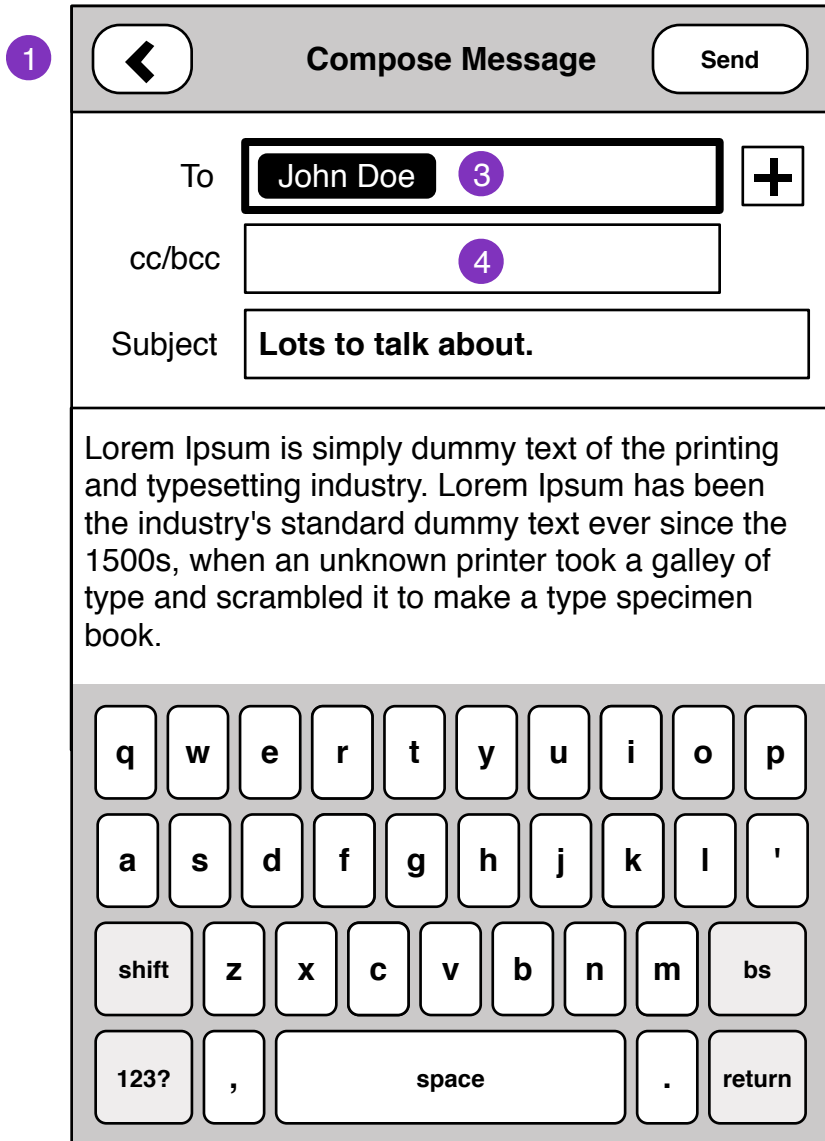 1
Compose Message
Send
To
John Doe
3
cc/bcc
4
Subject
Lots to talk about.
Lorem Ipsum is simply dummy text of the printing
and typesetting industry. Lorem Ipsum has been
the industry's standard dummy text ever since the
1500s, when an unknown printer took a galley of
type and scrambled it to make a type specimen
book.
q w e r t y u i o p
a s d f g h j k l '
shift z x c v b n m bs
123? , space . return